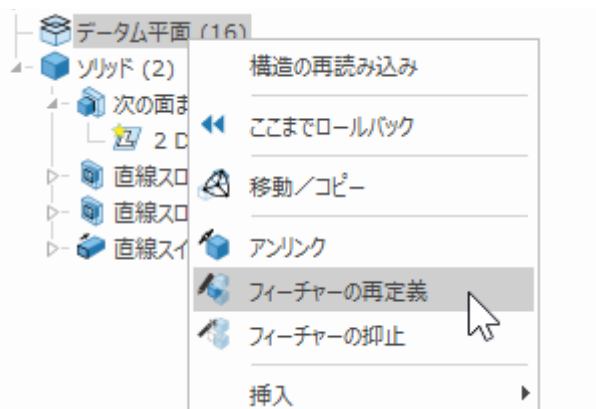 データム平面 (16)
ソリッド (2)
次の面ま
2 D
直線スロ
直線スロ
直線スイ
構造の再読み込み
ここまでロールバック
移動／コピー
アンリンク
フィーチャーの再定義
フィーチャーの抑止
挿入